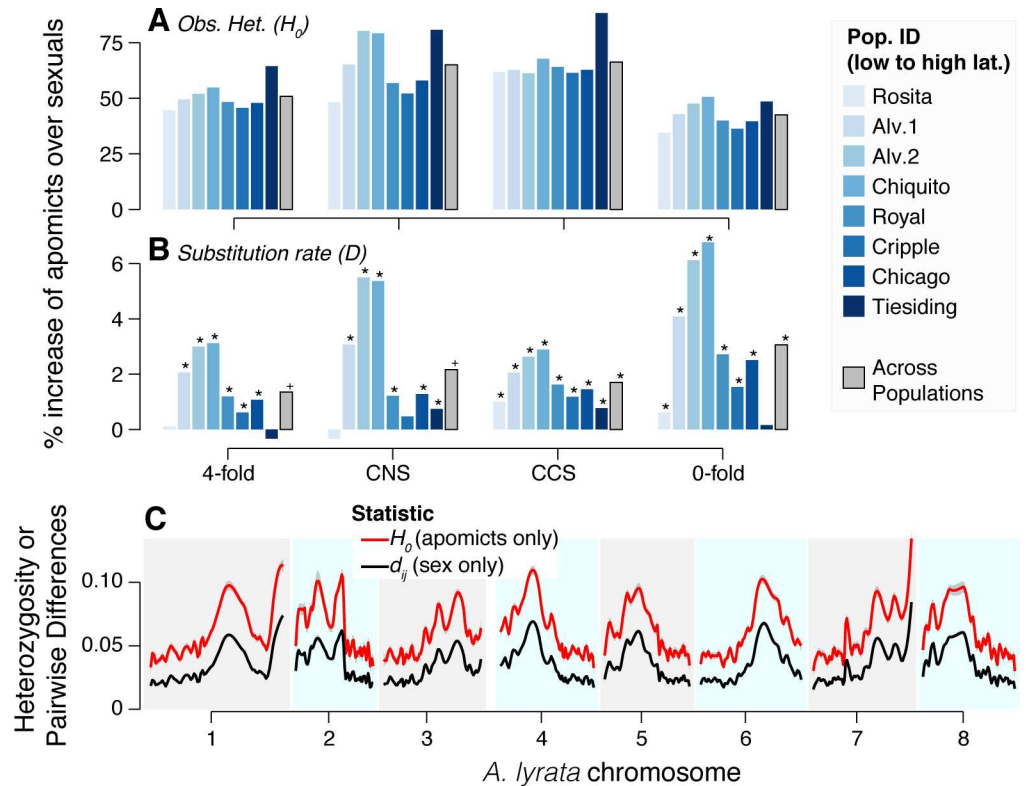 A Obs. Het. (H₀)
% increase of apomicts over sexuals
75
50
25
0
B Substitution rate (D)
6
4
2
0
* * * * * * +
* * * * * * +
* * * * * * * * *
* * * * * * * *
4-fold CNS CCS 0-fold
Pop. ID
(low to high lat.)
Rosita
Alv.1
Alv.2
Chiquito
Royal
Cripple
Chicago
Tiesiding
Across
Populations
C
Statistic
H₀ (apomicts only)
dᵢⱼ (sex only)
Heterozygosity or
Pairwise Differences
0.10
0.05
0
1 2 3 4 5 6 7 8
A. lyrata chromosome